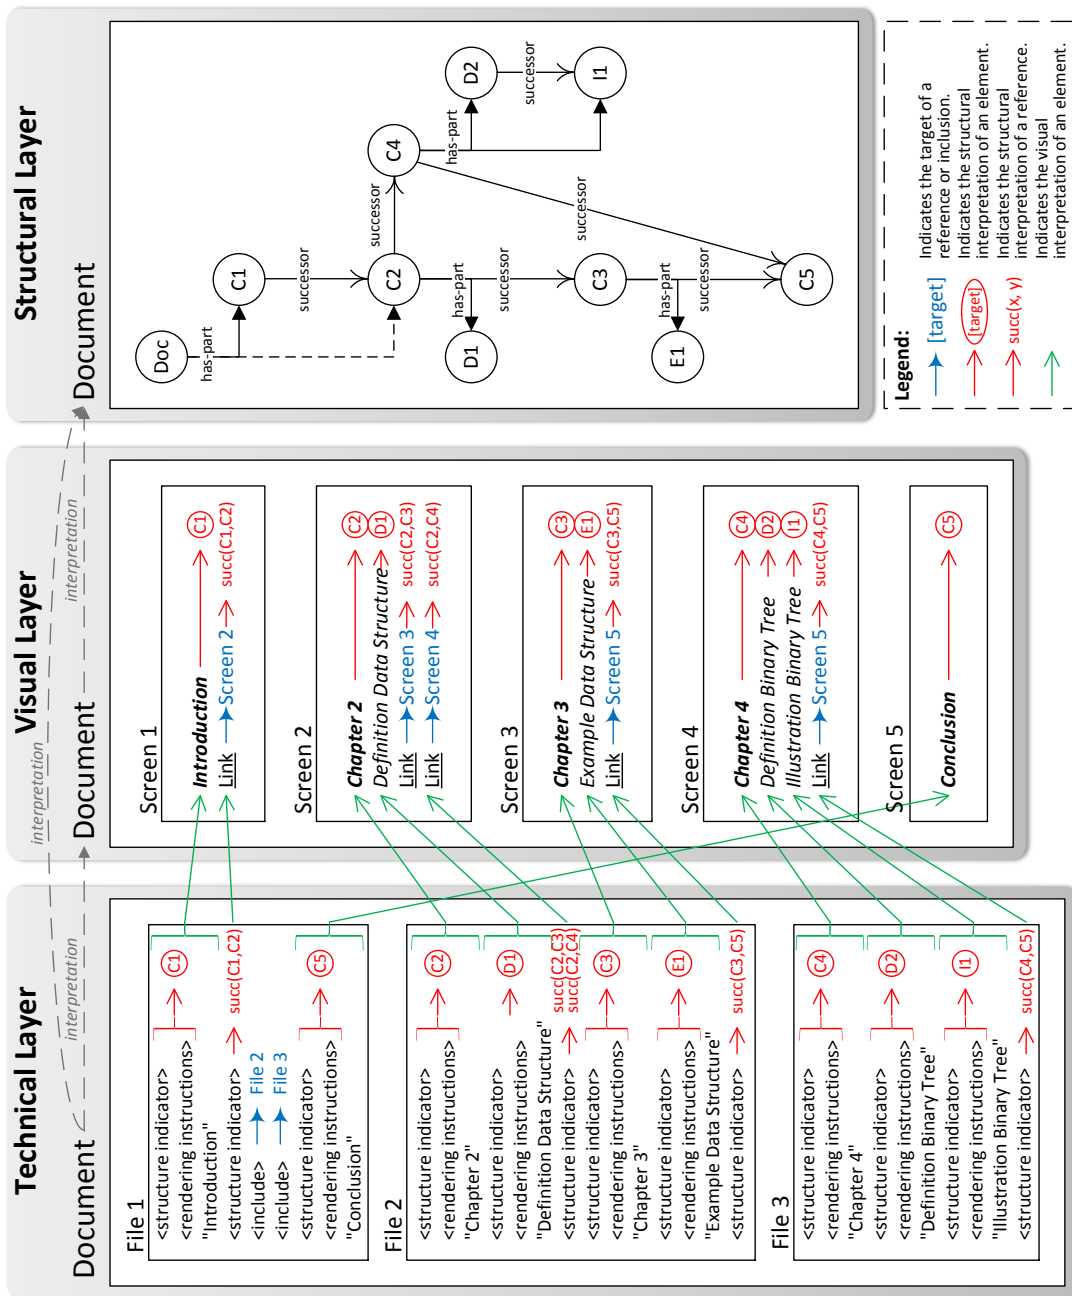 Technical Layer
Document
File 1
<structure indicator>
<rendering instructions>
"Introduction"
C1
<structure indicator>
succ(C1,C2)
<include>
File 2
<include>
File 3
<structure indicator>
<rendering instructions>
"Conclusion"
C5
File 2
<structure indicator>
<rendering instructions>
"Chapter 2"
C2
<structure indicator>
<rendering instructions>
"Definition Data Structure"
D1
<structure indicator>
succ(C2,C3)
succ(C2,C4)
<structure indicator>
<rendering instructions>
"Chapter 3"
C3
<structure indicator>
<rendering instructions>
"Example Data Structure"
E1
<structure indicator>
succ(C3,C5)
File 3
<structure indicator>
<rendering instructions>
"Chapter 4"
C4
<structure indicator>
<rendering instructions>
"Definition Binary Tree"
D2
<structure indicator>
<rendering instructions>
"Illustration Binary Tree"
I1
<structure indicator>
succ(C4,C5)
interpretation
interpretation
interpretation
Visual Layer
Document
Screen 1
Introduction
C1
Link
Screen 2
succ(C1,C2)
Screen 2
Chapter 2
C2
Definition Data Structure
D1
Link
Screen 3
succ(C2,C3)
Link
Screen 4
succ(C2,C4)
Screen 3
Chapter 3
C3
Example Data Structure
E1
Link
Screen 5
succ(C3,C5)
Screen 4
Chapter 4
C4
Definition Binary Tree
D2
Illustration Binary Tree
I1
Link
Screen 5
succ(C4,C5)
Screen 5
Conclusion
C5
Structural Layer
Document
Doc
has-part
C1
successor
C2
successor
C4
has-part
D2
successor
I1
has-part
D1
successor
C3
successor
has-part
E1
successor
C5
Legend:
[target]
Indicates the target of a
reference or inclusion.
[target]
Indicates the structural
interpretation of an element.
succ(x, y)
Indicates the structural
interpretation of a reference.
Indicates the visual
interpretation of an element.